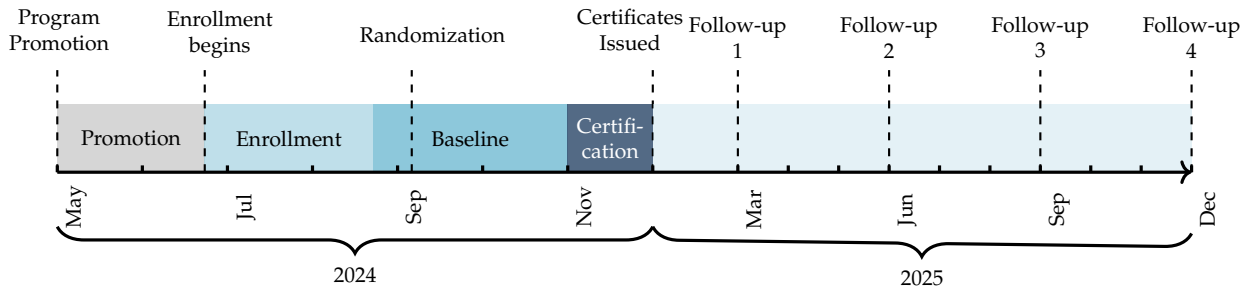 Program
Promotion
Enrollment
begins
Randomization
Certificates
Issued
Follow-up
1
Follow-up
2
Follow-up
3
Follow-up
4
Promotion
Enrollment
Baseline
Certifi-
cation
May
Jul
Sep
Nov
Mar
Jun
Sep
Dec
2024
2025